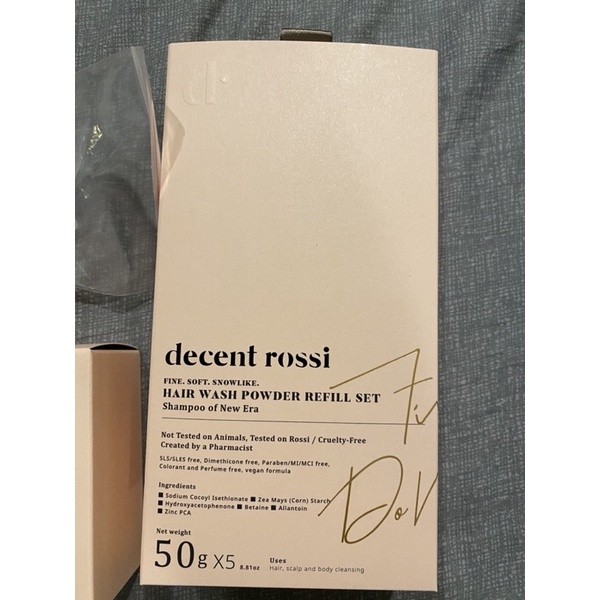 dr
decent rossi
FINE. SOFT. SNOWLIKE.
HAIR WASH POWDER REFILL SET
Shampoo of New Era
Not Tested on Animals, Tested on Rossi / Cruelty-Free
Created by a Pharmacist
SLS/SLES free, Dimethicone free, Paraben/MI/MCI free,
Colorant and Perfume free, vegan formula
Ingredients
■ Sodium Cocoyl Isethionate ■ Zea Mays (Corn) Starch
■ Hydroxyacetophenone ■ Betaine ■ Allantoin
■ Zinc PCA
Net weight
50g X5 8.81oz
Uses
Hair, scalp and body cleansing